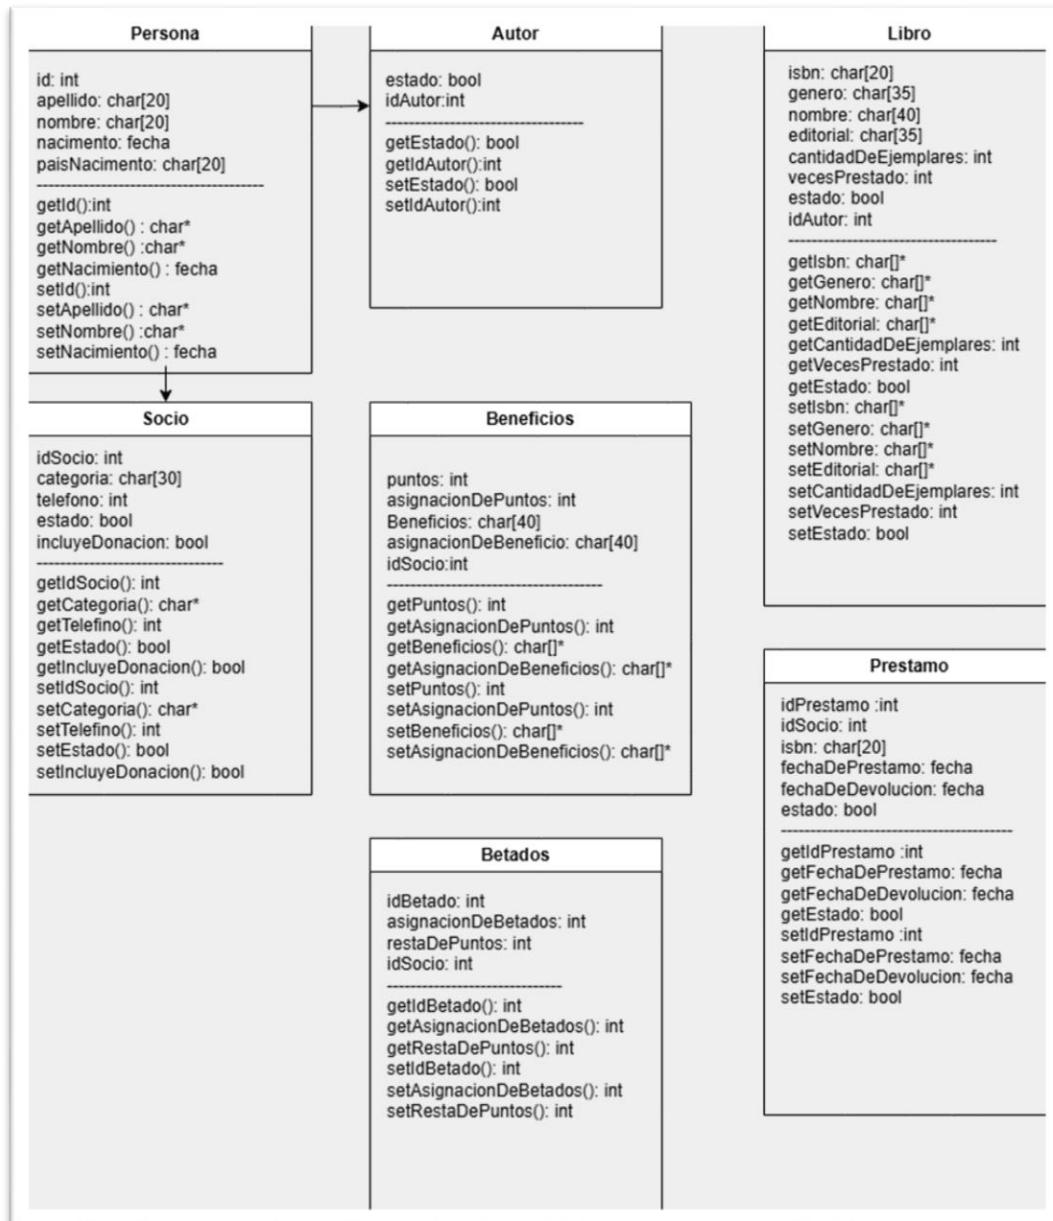 Persona
id: int
apellido: char[20]
nombre: char[20]
nacimento: fecha
paisNacimento: char[20]
---------------------------------------
getId():int
getApellido() : char*
getNombre() :char*
getNacimiento() : fecha
setId():int
setApellido() : char*
setNombre() :char*
setNacimiento() : fecha
Autor
estado: bool
idAutor:int
----------------------------------
getEstado(): bool
getIdAutor():int
setEstado(): bool
setIdAutor():int
Libro
isbn: char[20]
genero: char[35]
nombre: char[40]
editorial: char[35]
cantidadDeEjemplares: int
vecesPrestado: int
estado: bool
idAutor: int
------------------------------------
getIsbn: char[]*
getGenero: char[]*
getNombre: char[]*
getEditorial: char[]*
getCantidadDeEjemplares: int
getVecesPrestado: int
getEstado: bool
setIsbn: char[]*
setGenero: char[]*
setNombre: char[]*
setEditorial: char[]*
setCantidadDeEjemplares: int
setVecesPrestado: int
setEstado: bool
Socio
idSocio: int
categoria: char[30]
telefono: int
estado: bool
incluyeDonacion: bool
--------------------------------
getIdSocio(): int
getCategoria(): char*
getTelefino(): int
getEstado(): bool
getIncluyeDonacion(): bool
setIdSocio(): int
setCategoria(): char*
setTelefino(): int
setEstado(): bool
setIncluyeDonacion(): bool
Beneficios
puntos: int
asignacionDePuntos: int
Beneficios: char[40]
asignacionDeBeneficio: char[40]
idSocio:int
-------------------------------------
getPuntos(): int
getAsignacionDePuntos(): int
getBeneficios(): char[]*
getAsignacionDeBeneficios(): char[]*
setPuntos(): int
setAsignacionDePuntos(): int
setBeneficios(): char[]*
setAsignacionDeBeneficios(): char[]*
Prestamo
idPrestamo :int
idSocio: int
isbn: char[20]
fechaDePrestamo: fecha
fechaDeDevolucion: fecha
estado: bool
----------------------------------------
getIdPrestamo :int
getFechaDePrestamo: fecha
getFechaDeDevolucion: fecha
getEstado: bool
setIdPrestamo :int
setFechaDePrestamo: fecha
setFechaDeDevolucion: fecha
setEstado: bool
Betados
idBetado: int
asignacionDeBetados: int
restaDePuntos: int
idSocio: int
------------------------------
getIdBetado(): int
getAsignacionDeBetados(): int
getRestaDePuntos(): int
setIdBetado(): int
setAsignacionDeBetados(): int
setRestaDePuntos(): int